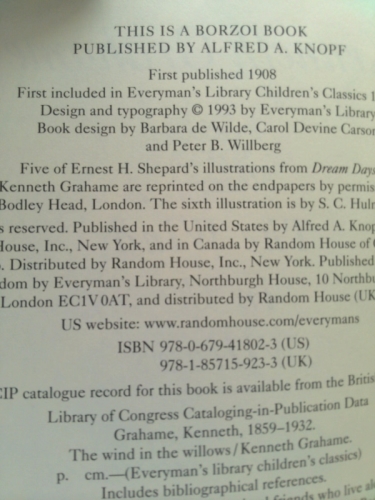 THIS IS A BORZOI BOOK
PUBLISHED BY ALFRED A. KNOPF
First published 1908
First included in Everyman's Library Children's Classics 1
Design and typography © 1993 by Everyman's Library
Book design by Barbara de Wilde, Carol Devine Carson
and Peter B. Willberg
Five of Ernest H. Shepard's illustrations from Dream Days
Kenneth Grahame are reprinted on the endpapers by permis
Bodley Head, London. The sixth illustration is by S. C. Hulm
s reserved. Published in the United States by Alfred A. Knop
House, Inc., New York, and in Canada by Random House of
Distributed by Random House, Inc., New York. Published
dom by Everyman's Library, Northburgh House, 10 Northbu
London EC1V 0AT, and distributed by Random House (UK
US website: www.randomhouse.com/everymans
ISBN 978-0-679-41802-3 (US)
978-1-85715-923-3 (UK)
CIP catalogue record for this book is available from the British
Library of Congress Cataloging-in-Publication Data
Grahame, Kenneth, 1859–1932.
The wind in the willows / Kenneth Grahame.
p. cm.—(Everyman's library children's classics)
Includes bibliographical references.
friends who live al